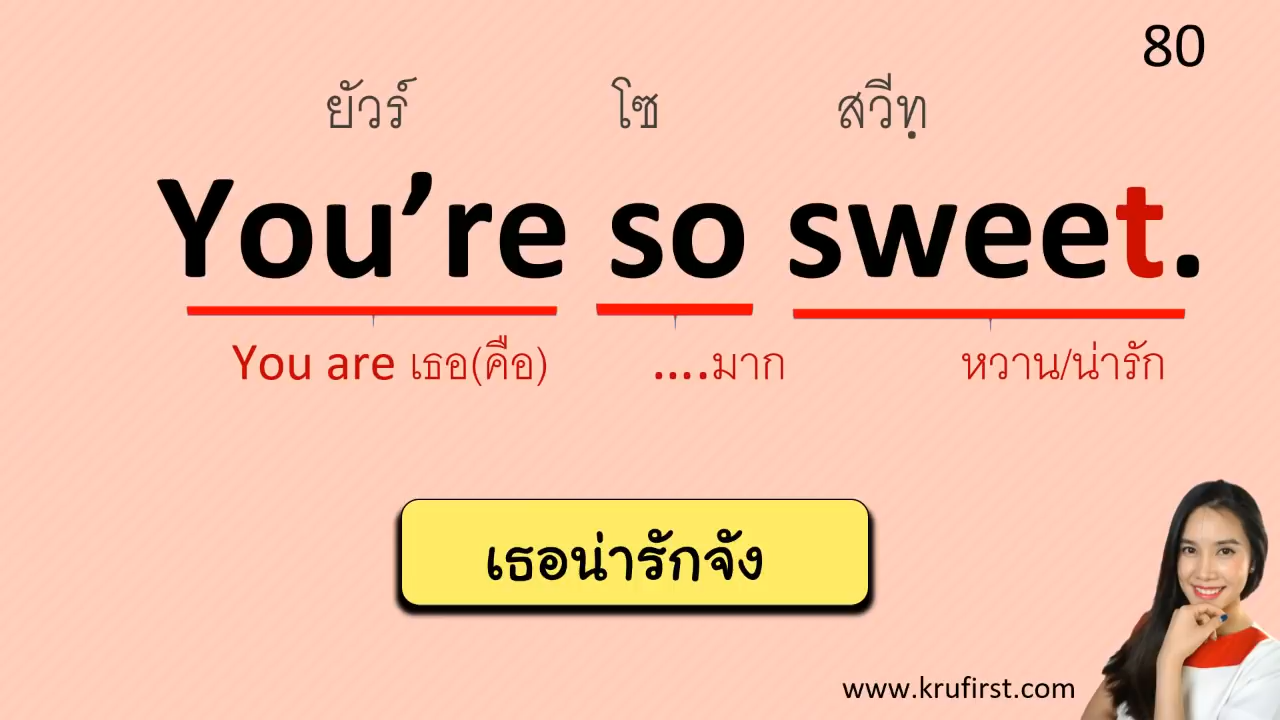 80
ยัวร์ โซ สวีทฺ
You’re so sweet.
You are เธอ(คือ) ....มาก หวาน/น่ารัก
เธอน่ารักจัง
www.krufirst.com